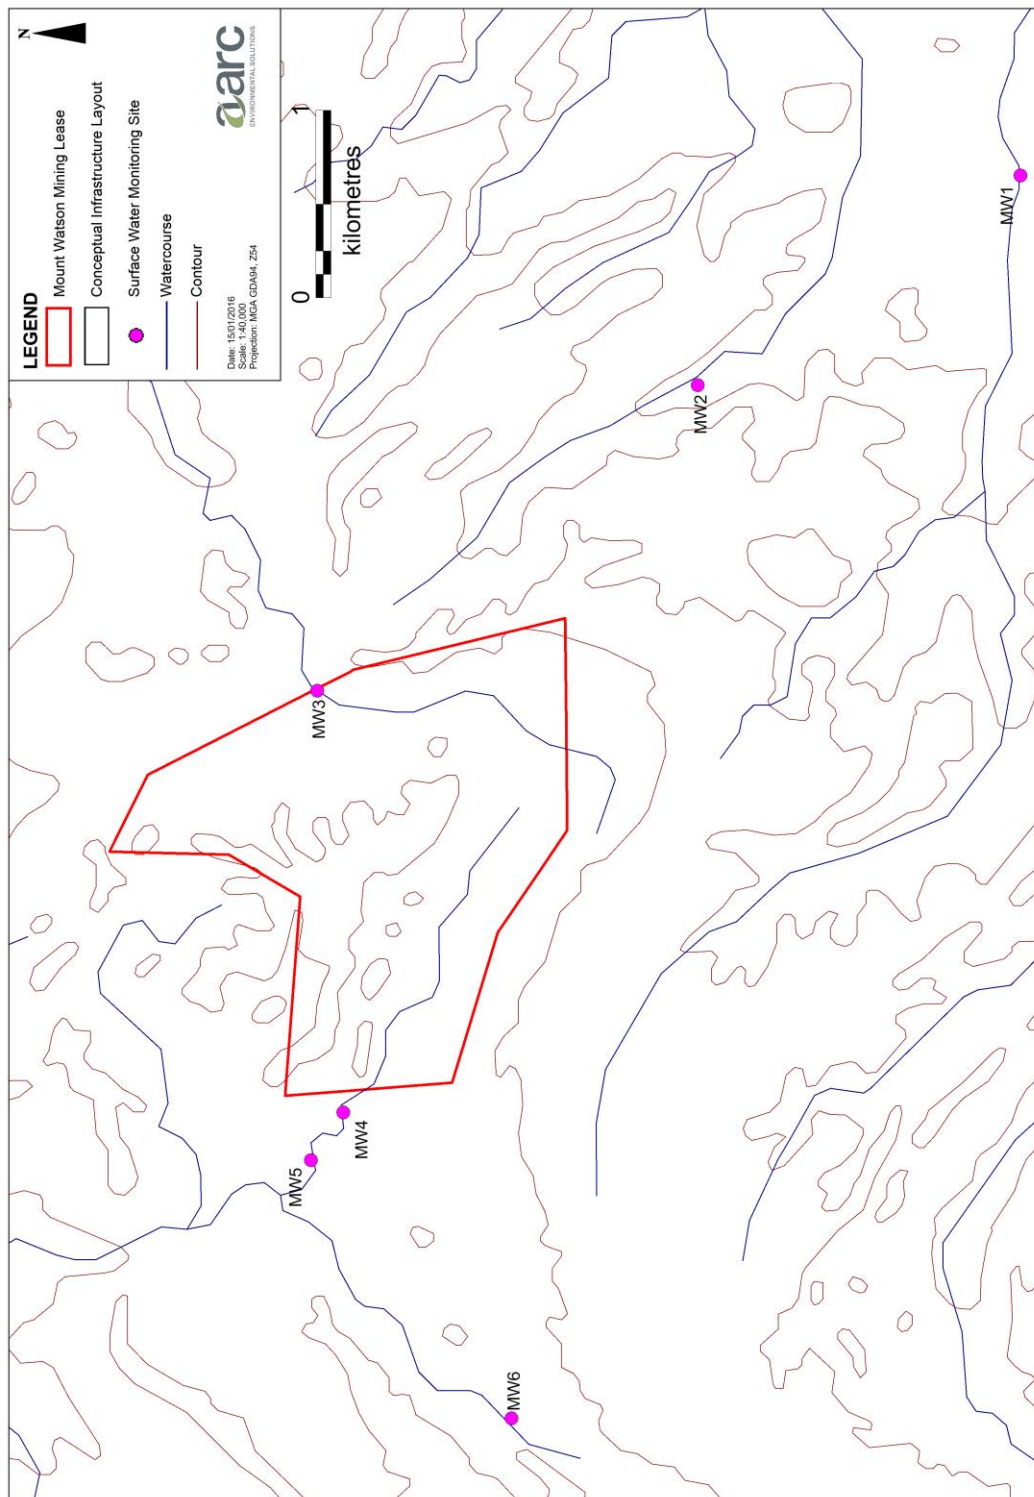 N
LEGEND
Mount Watson Mining Lease
Conceptual Infrastructure Layout
Surface Water Monitoring Site
Watercourse
Contour
Date: 15/01/2016
Scale: 1:40,000
Projection: MGA GDA94, Z54
aarc
ENVIRONMENTAL SOLUTIONS
0 1
kilometres
MW5
MW4
MW3
MW6
MW2
MW1